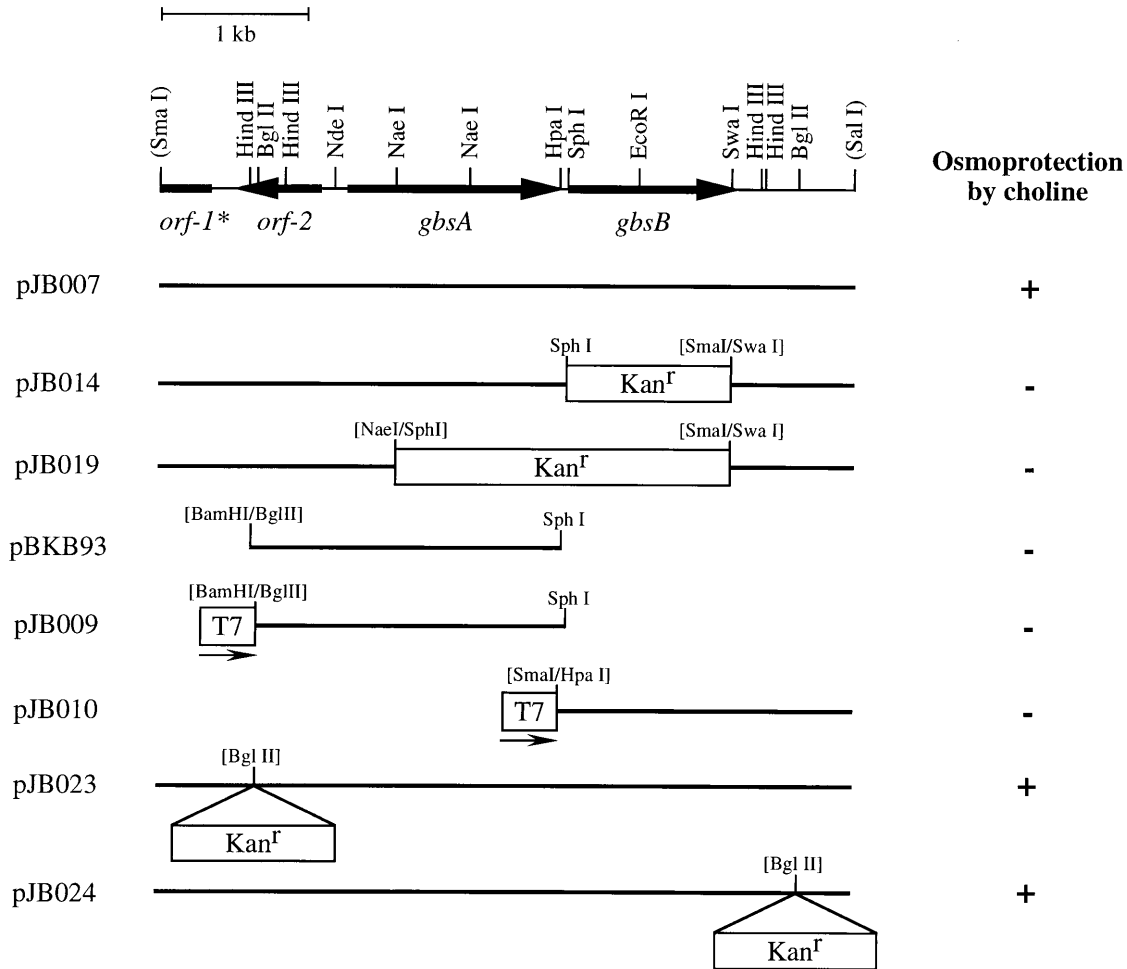 1 kb
(Sma I)
Hind III
Bgl II
Hind III
Nde I
Nae I
Nae I
Hpa I
Sph I
EcoR I
Swa I
Hind III
Hind III
Bgl II
(Sal I)
Osmoprotection
by choline
orf-1*
orf-2
gbsA
gbsB
pJB007
+
Sph I
[SmaI/Swa I]
pJB014
Kanr
-
[NaeI/SphI]
[SmaI/Swa I]
pJB019
Kanr
-
[BamHI/BglII]
Sph I
pBKB93
-
[BamHI/BglII]
Sph I
pJB009
T7
-
[SmaI/Hpa I]
pJB010
T7
-
[Bgl II]
pJB023
+
Kanr
[Bgl II]
pJB024
+
Kanr